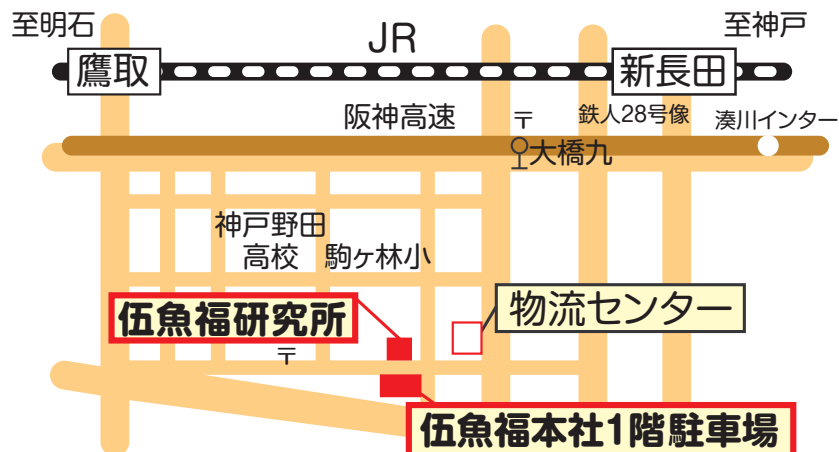 至明石
至神戸
JR
鷹取
新長田
阪神高速
〒
鉄人28号像
湊川インター
大橋九
神戸野田
高校
駒ヶ林小
伍魚福研究所
物流センター
〒
伍魚福本社1階駐車場